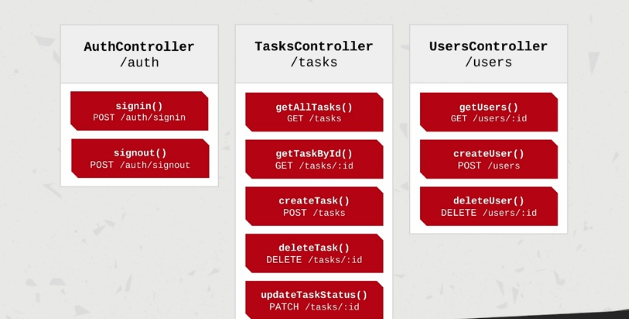 AuthController
/auth
signin()
POST /auth/signin
signout()
POST /auth/signout
TasksController
/tasks
getAllTasks()
GET /tasks
getTaskById()
GET /tasks/:id
createTask()
POST /tasks
deleteTask()
DELETE /tasks/:id
updateTaskStatus()
PATCH /tasks/:id
UsersController
/users
getUsers()
GET /users/:id
createUser()
POST /users
deleteUser()
DELETE /users/:id